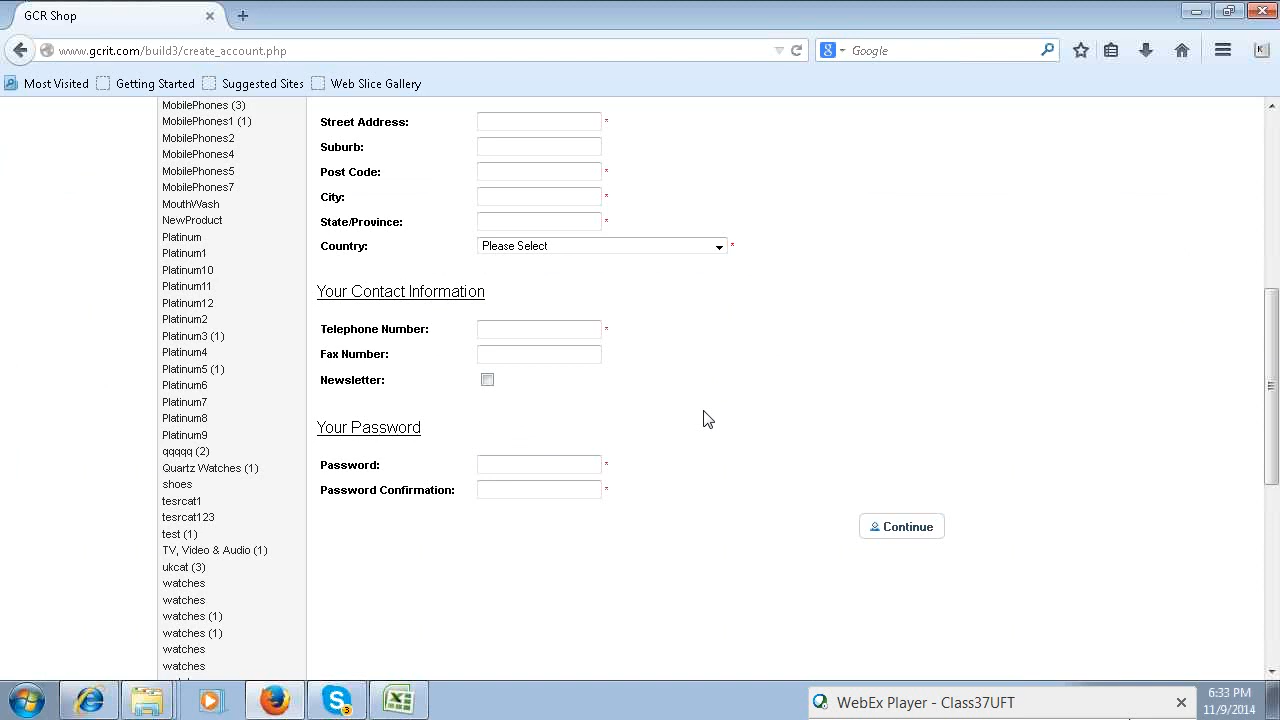 GCR Shop
www.gcrit.com/build3/create_account.php
Google
Most Visited
Getting Started
Suggested Sites
Web Slice Gallery
MobilePhones (3)
MobilePhones1 (1)
MobilePhones2
MobilePhones4
MobilePhones5
MobilePhones7
MouthWash
NewProduct
Platinum
Platinum1
Platinum10
Platinum11
Platinum12
Platinum2
Platinum3 (1)
Platinum4
Platinum5 (1)
Platinum6
Platinum7
Platinum8
Platinum9
qqqqq (2)
Quartz Watches (1)
shoes
tesrcat1
tesrcat123
test (1)
TV, Video & Audio (1)
ukcat (3)
watches
watches
watches (1)
watches (1)
watches
watches
Street Address: *
Suburb:
Post Code: *
City: *
State/Province: *
Country: Please Select *
Your Contact Information
Telephone Number: *
Fax Number:
Newsletter:
Your Password
Password: *
Password Confirmation: *
Continue
WebEx Player - Class37UFT
6:33 PM
11/9/2014